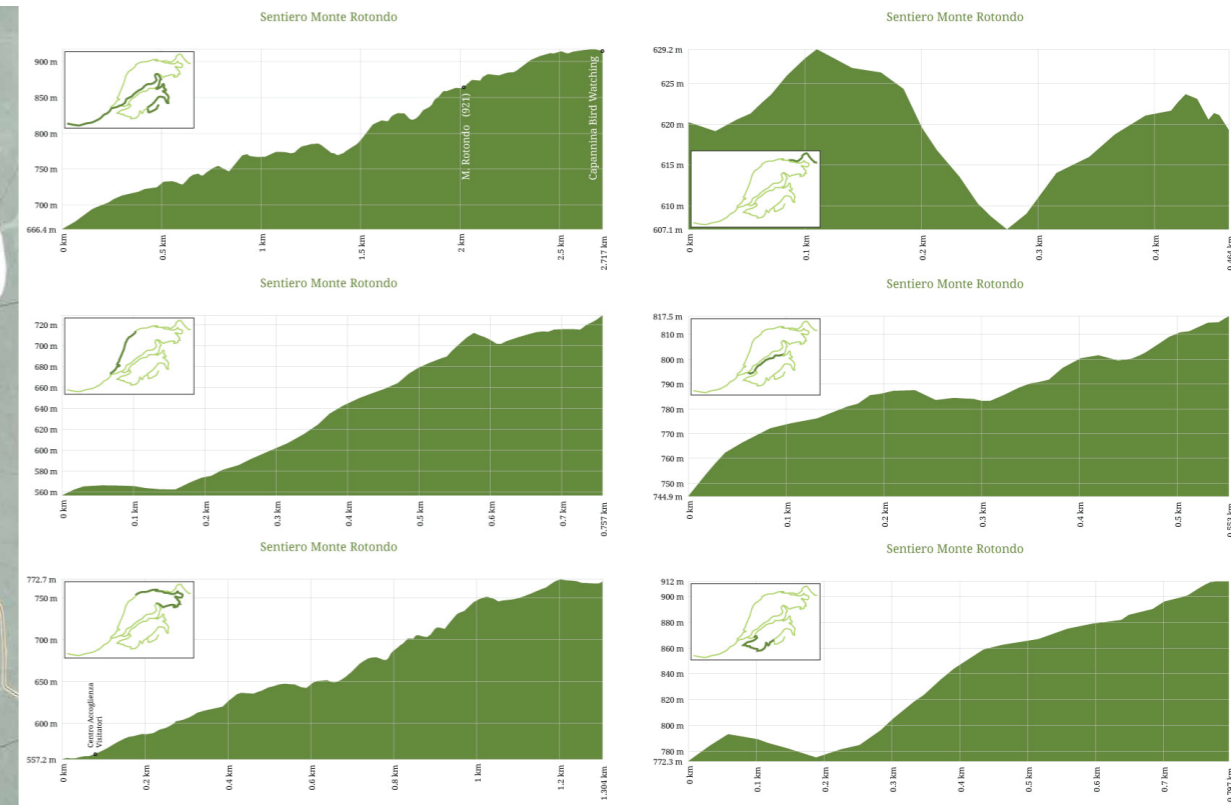 Sentiero Monte Rotondo
900 m
850 m
800 m
750 m
700 m
666.4 m
M. Rotondo (921)
Capannina Bird Watching
0 km
0.5 km
1 km
1.5 km
2 km
2.5 km
2.717 km
Sentiero Monte Rotondo
629.2 m
625 m
620 m
615 m
610 m
607.1 m
0 km
0.1 km
0.2 km
0.3 km
0.4 km
0.464 km
Sentiero Monte Rotondo
720 m
700 m
680 m
660 m
640 m
620 m
600 m
580 m
560 m
0 km
0.1 km
0.2 km
0.3 km
0.4 km
0.5 km
0.6 km
0.7 km
0.757 km
Sentiero Monte Rotondo
817.5 m
810 m
800 m
790 m
780 m
770 m
760 m
750 m
744.9 m
0 km
0.1 km
0.2 km
0.3 km
0.4 km
0.5 km
0.553 km
Sentiero Monte Rotondo
772.7 m
750 m
700 m
650 m
600 m
557.2 m
Centro Accoglienza
Visitatori
0 km
0.2 km
0.4 km
0.6 km
0.8 km
1 km
1.2 km
1.304 km
Sentiero Monte Rotondo
912 m
900 m
880 m
860 m
840 m
820 m
800 m
780 m
772.3 m
0 km
0.1 km
0.2 km
0.3 km
0.4 km
0.5 km
0.6 km
0.7 km